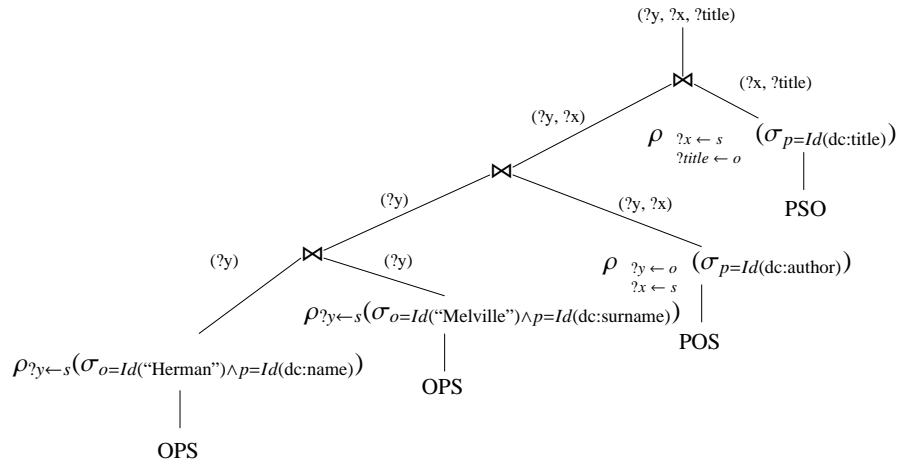 (?y, ?x, ?title)
⋈
(?x, ?title)
(?y, ?x)
ρ ?x ← s (σp=Id(dc:title))
?title ← o
⋈
PSO
(?y)
(?y, ?x)
⋈
(?y)
(?y)
ρ ?y ← o (σp=Id(dc:author))
?x ← s
ρ?y←s(σo=Id(“Melville”)∧p=Id(dc:surname))
POS
ρ?y←s(σo=Id(“Herman”)∧p=Id(dc:name))
OPS
OPS